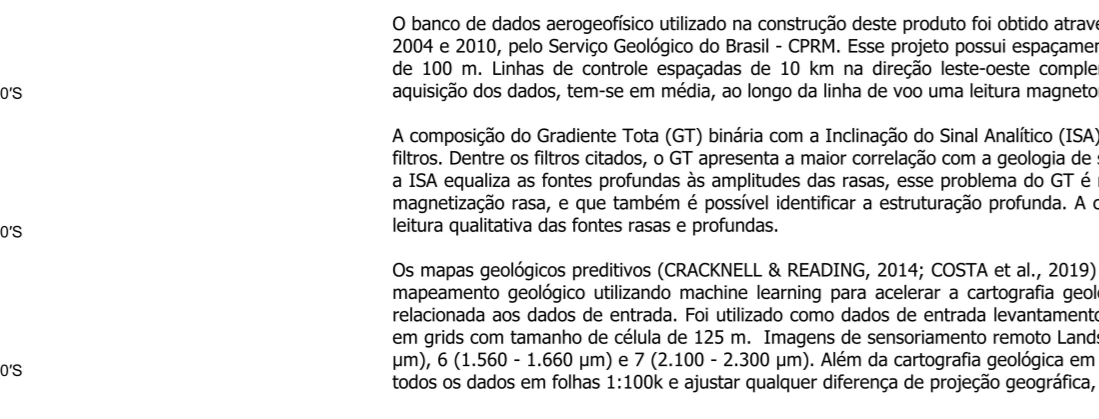 O banco de dados aerogeofísico utilizado na construção deste produto foi obtido
2004 e 2010, pelo Serviço Geológico do Brasil - CPRM. Esse projeto possui
de 100 m. Linhas de controle espaçadas de 10 km na direção leste-oeste
0'S
aquisição dos dados, tem-se em média, ao longo da linha de voo uma leitura
A composição do Gradiente Tota (GT) binária com a Inclinação do Sinal Analítico (ISA)
filtros. Dentre os filtros citados, o GT apresenta a maior correlação com a geologia de
a ISA equaliza as fontes profundas às amplitudes das rasas, esse problema do GT é
magnetização rasa, e que também é possível identificar a estruturação profunda. A
leitura qualitativa das fontes rasas e profundas.
0'S
Os mapas geológicos preditivos (CRACKNELL & READING, 2014; COSTA et al., 2019)
mapeamento geológico utilizando machine learning para acelerar a cartografia
relacionada aos dados de entrada. Foi utilizado como dados de entrada
em grids com tamanho de célula de 125 m. Imagens de sensoriamento remoto
µm), 6 (1.560 - 1.660 µm) e 7 (2.100 - 2.300 µm). Além da cartografia geológica em
0'S
todos os dados em folhas 1:100k e ajustar qualquer diferença de projeção geográfica,